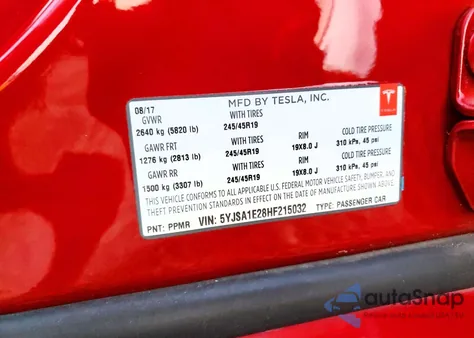 08/17 MFD BY TESLA, INC.
GVWR WITH TIRES RIM COLD TIRE PRESSURE
2640 kg (5820 lb) 245/45R19
GAWR FRT WITH TIRES 19X8.0 J 310 kPa, 45 psi
1276 kg (2813 lb) 245/45R19 RIM COLD TIRE PRESSURE
GAWR RR WITH TIRES 19X8.0 J 310 kPa, 45 psi
1500 kg (3307 lb) 245/45R19
THIS VEHICLE CONFORMS TO ALL APPLICABLE U.S. FEDERAL MOTOR VEHICLE SAFETY, BUMPER, AND
THEFT PREVENTION STANDARDS IN EFFECT ON THE DATE OF MANUFACTURE SHOWN ABOVE.
PNT: PPMR VIN: 5YJSA1E28HF215032 TYPE: PASSENGER CAR
TESLA
autoSnap